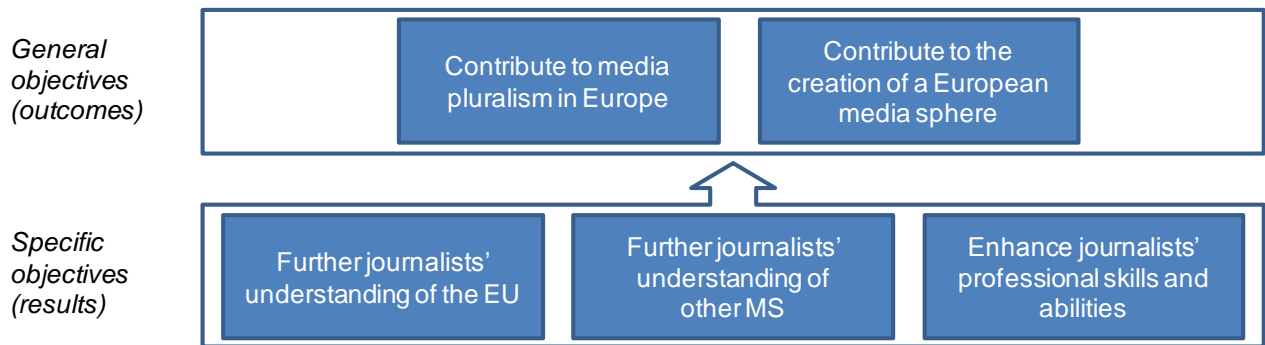 General
objectives
(outcomes)
Contribute to media
pluralism in Europe
Contribute to the
creation of a European
media sphere
Specific
objectives
(results)
Further journalists’
understanding of the EU
Further journalists’
understanding of
other MS
Enhance journalists’
professional skills and
abilities